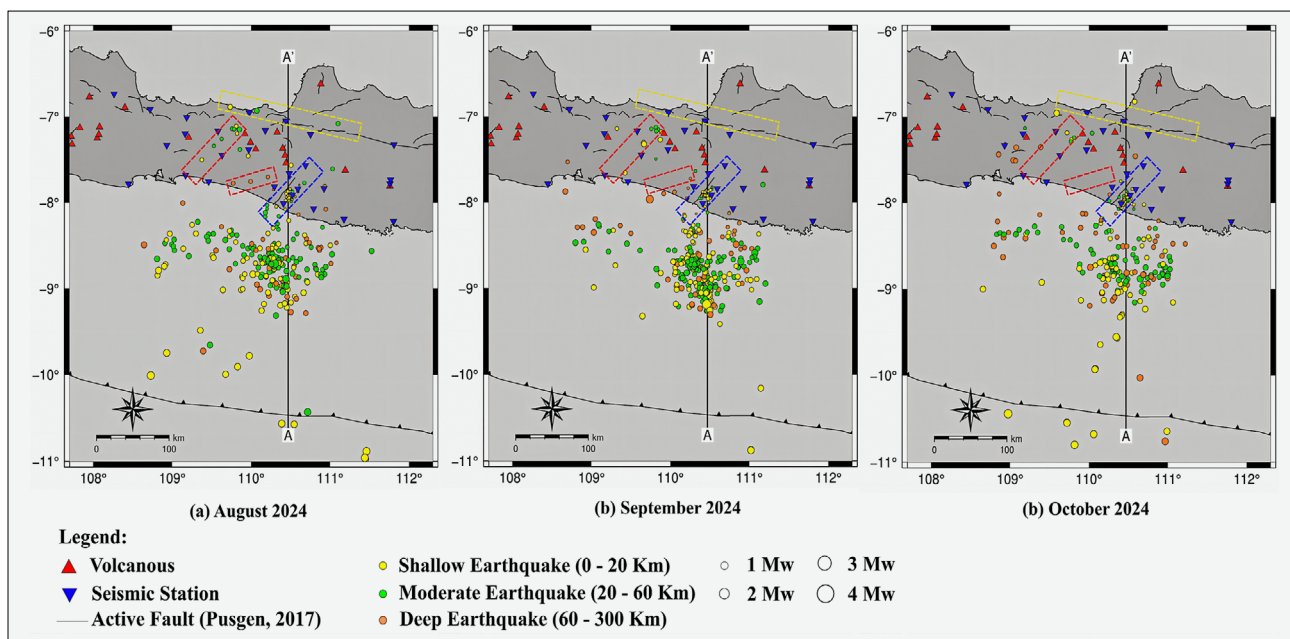 −6°
−7°
−8°
−9°
−10°
−11°
A'
A
km
0 100
108° 109° 110° 111° 112°
(a) August 2024
−6°
−7°
−8°
−9°
−10°
−11°
A'
A
km
0 100
108° 109° 110° 111° 112°
(b) September 2024
−6°
−7°
−8°
−9°
−10°
−11°
A'
A
km
0 100
108° 109° 110° 111° 112°
(b) October 2024
Legend:
Volcanous
Seismic Station
Active Fault (Pusgen, 2017)
Shallow Earthquake (0 - 20 Km)
Moderate Earthquake (20 - 60 Km)
Deep Earthquake (60 - 300 Km)
1 Mw
2 Mw
3 Mw
4 Mw